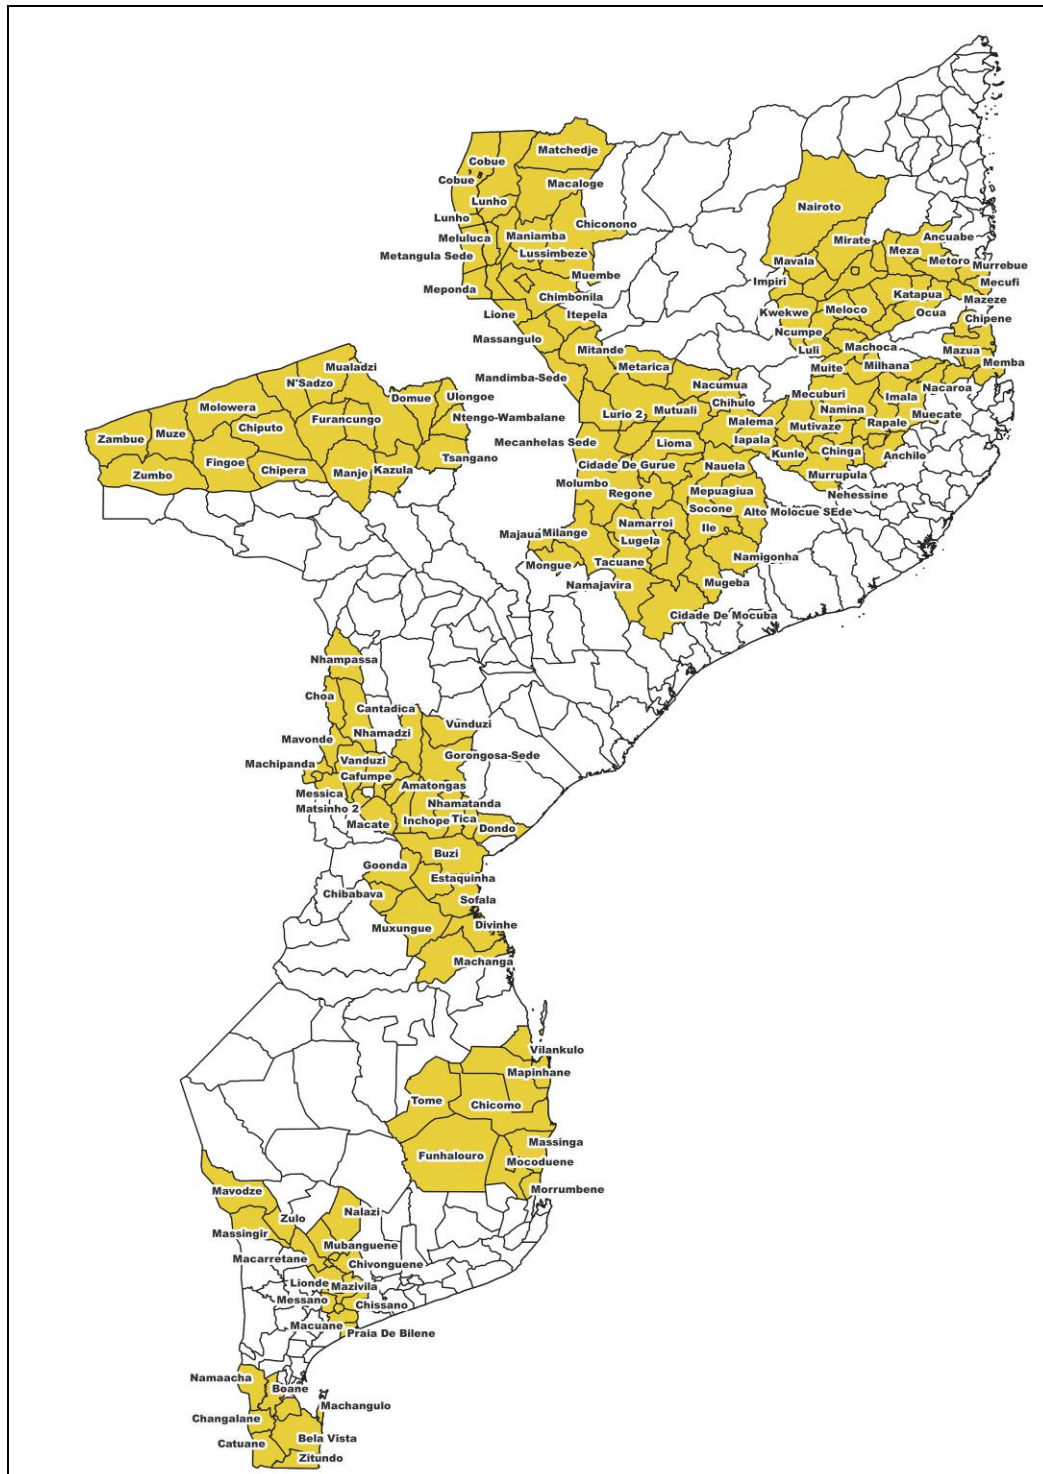 Matchedje
Cobue
Cobue
Macaloge
Lunho
Nairoto
Lunho
Chiconono
Ancuabe
Meluluca
Maniamba
Mirate
Meza
Metangula Sede
Lussimbeze
Mavala
Metoro
Murrebue
Muembe
Impiri
Mecufi
Meponda
Chimbonila
Katapua
Mazeze
Lione
Itepela
Kwekwe
Meloco
Ocua
Chipene
Massangulo
Ncumpe
Mitande
Luli
Machoca
Mazua
Mualadzi
Metarica
Muite
Milhana
Memba
N'Sadzo
Mandimba-Sede
Nacumua
Nacaroa
Domue
Ulongoe
Mecuburi
Imala
Molowera
Chihulo
Namina
Muecate
Furancungo
Ntengo-Wambalane
Lurio 2
Mutuali
Malema
Mutivaze
Rapale
Chiputo
Zambue
Muze
Mecanhelas Sede
Lioma
Iapala
Chinga
Kunle
Anchilo
Tsangano
Fingoe
Chipera
Manje
Kazula
Cidade De Gurue
Nauela
Zumbo
Murrupula
Molumbo
Regone
Mepuagiua
Nehessine
Socone
Alto Molocue SEde
Namarroi
Ile
Majaua
Milange
Lugela
Mongue
Tacuane
Namigonha
Namajavira
Mugeba
Cidade De Mocuba
Nhampassa
Choa
Cantadica
Vunduzi
Mavonde
Nhamadzi
Machipanda
Vanduzi
Gorongosa-Sede
Cafumpe
Amatongas
Messica
Nhamatanda
Matsinho 2
Macate
Inchope
Tica
Dondo
Buzi
Goonda
Estaquinha
Chibabava
Sofala
Muxungue
Divinhe
Machanga
Vilankulo
Mapinhane
Tome
Chicomo
Massinga
Funhalouro
Mocoduene
Mavodze
Morrumbene
Zulo
Nalazi
Massingir
Mubanguene
Macarretane
Chivonguene
Lionde
Mazivila
Messano
Chissano
Macuane
Praia De Bilene
Namaacha
Boane
Machangulo
Changalane
Bela Vista
Catuane
Zitundo